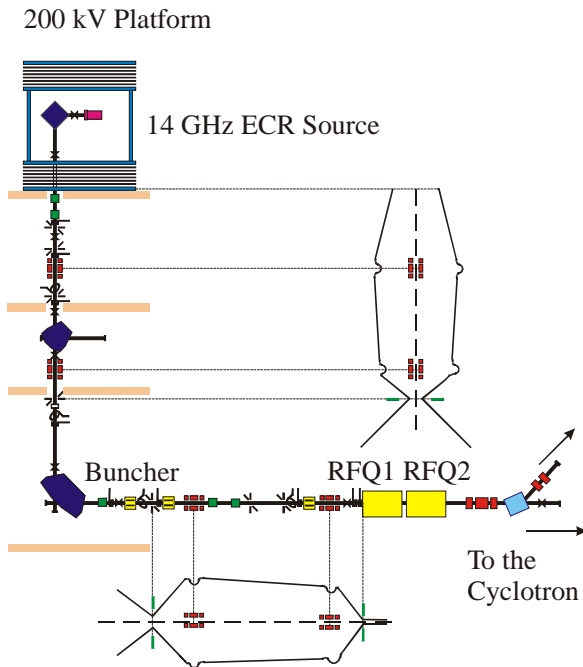 200 kV Platform
14 GHz ECR Source
Buncher
RFQ1 RFQ2
To the
Cyclotron